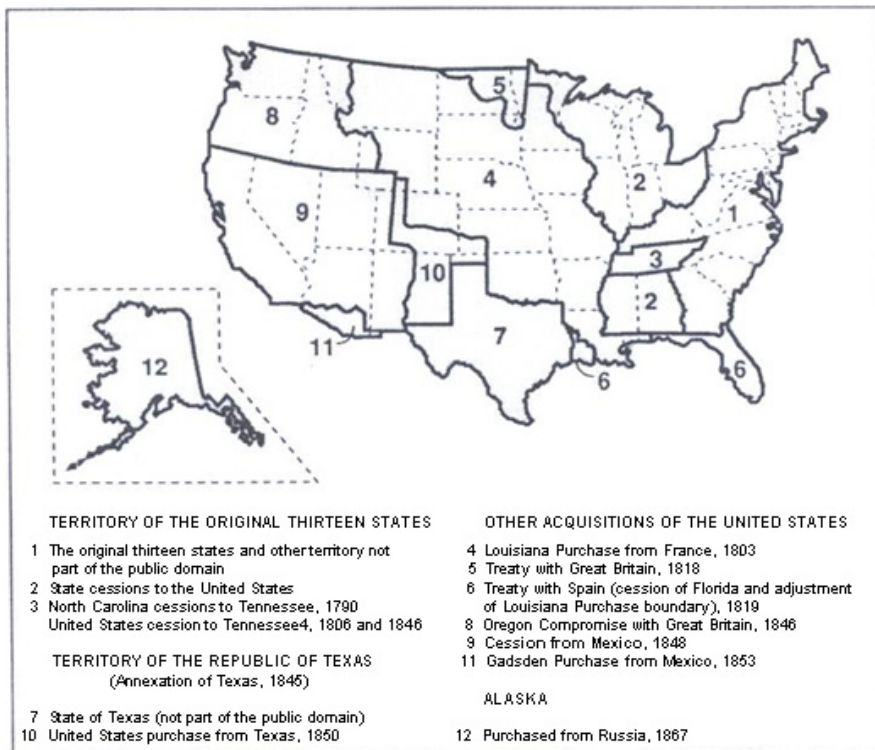 5
8
4
2
9
1
3
10
2
7
11
12
6
6
TERRITORY OF THE ORIGINAL THIRTEEN STATES
1 The original thirteen states and other territory not
part of the public domain
2 State cessions to the United States
3 North Carolina cessions to Tennessee, 1790
United States cession to Tennessee4, 1806 and 1846
TERRITORY OF THE REPUBLIC OF TEXAS
(Annexation of Texas, 1845)
7 State of Texas (not part of the public domain)
10 United States purchase from Texas, 1850
OTHER ACQUISITIONS OF THE UNITED STATES
4 Louisiana Purchase from France, 1803
5 Treaty with Great Britain, 1818
6 Treaty with Spain (cession of Florida and adjustment
of Louisiana Purchase boundary), 1819
8 Oregon Compromise with Great Britain, 1846
9 Cession from Mexico, 1848
11 Gadsden Purchase from Mexico, 1853
ALASKA
12 Purchased from Russia, 1867